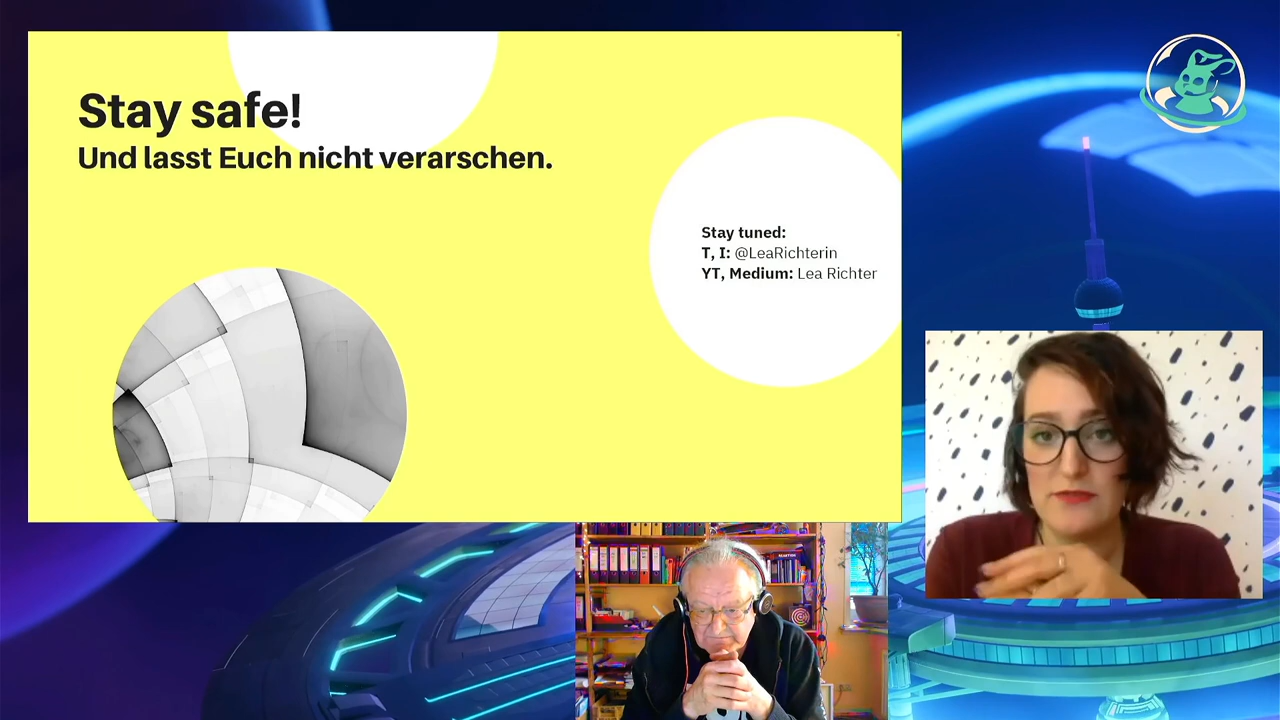 Stay safe!
Und lasst Euch nicht verarschen.
Stay tuned:
T, I: @LeaRichterin
YT, Medium: Lea Richter